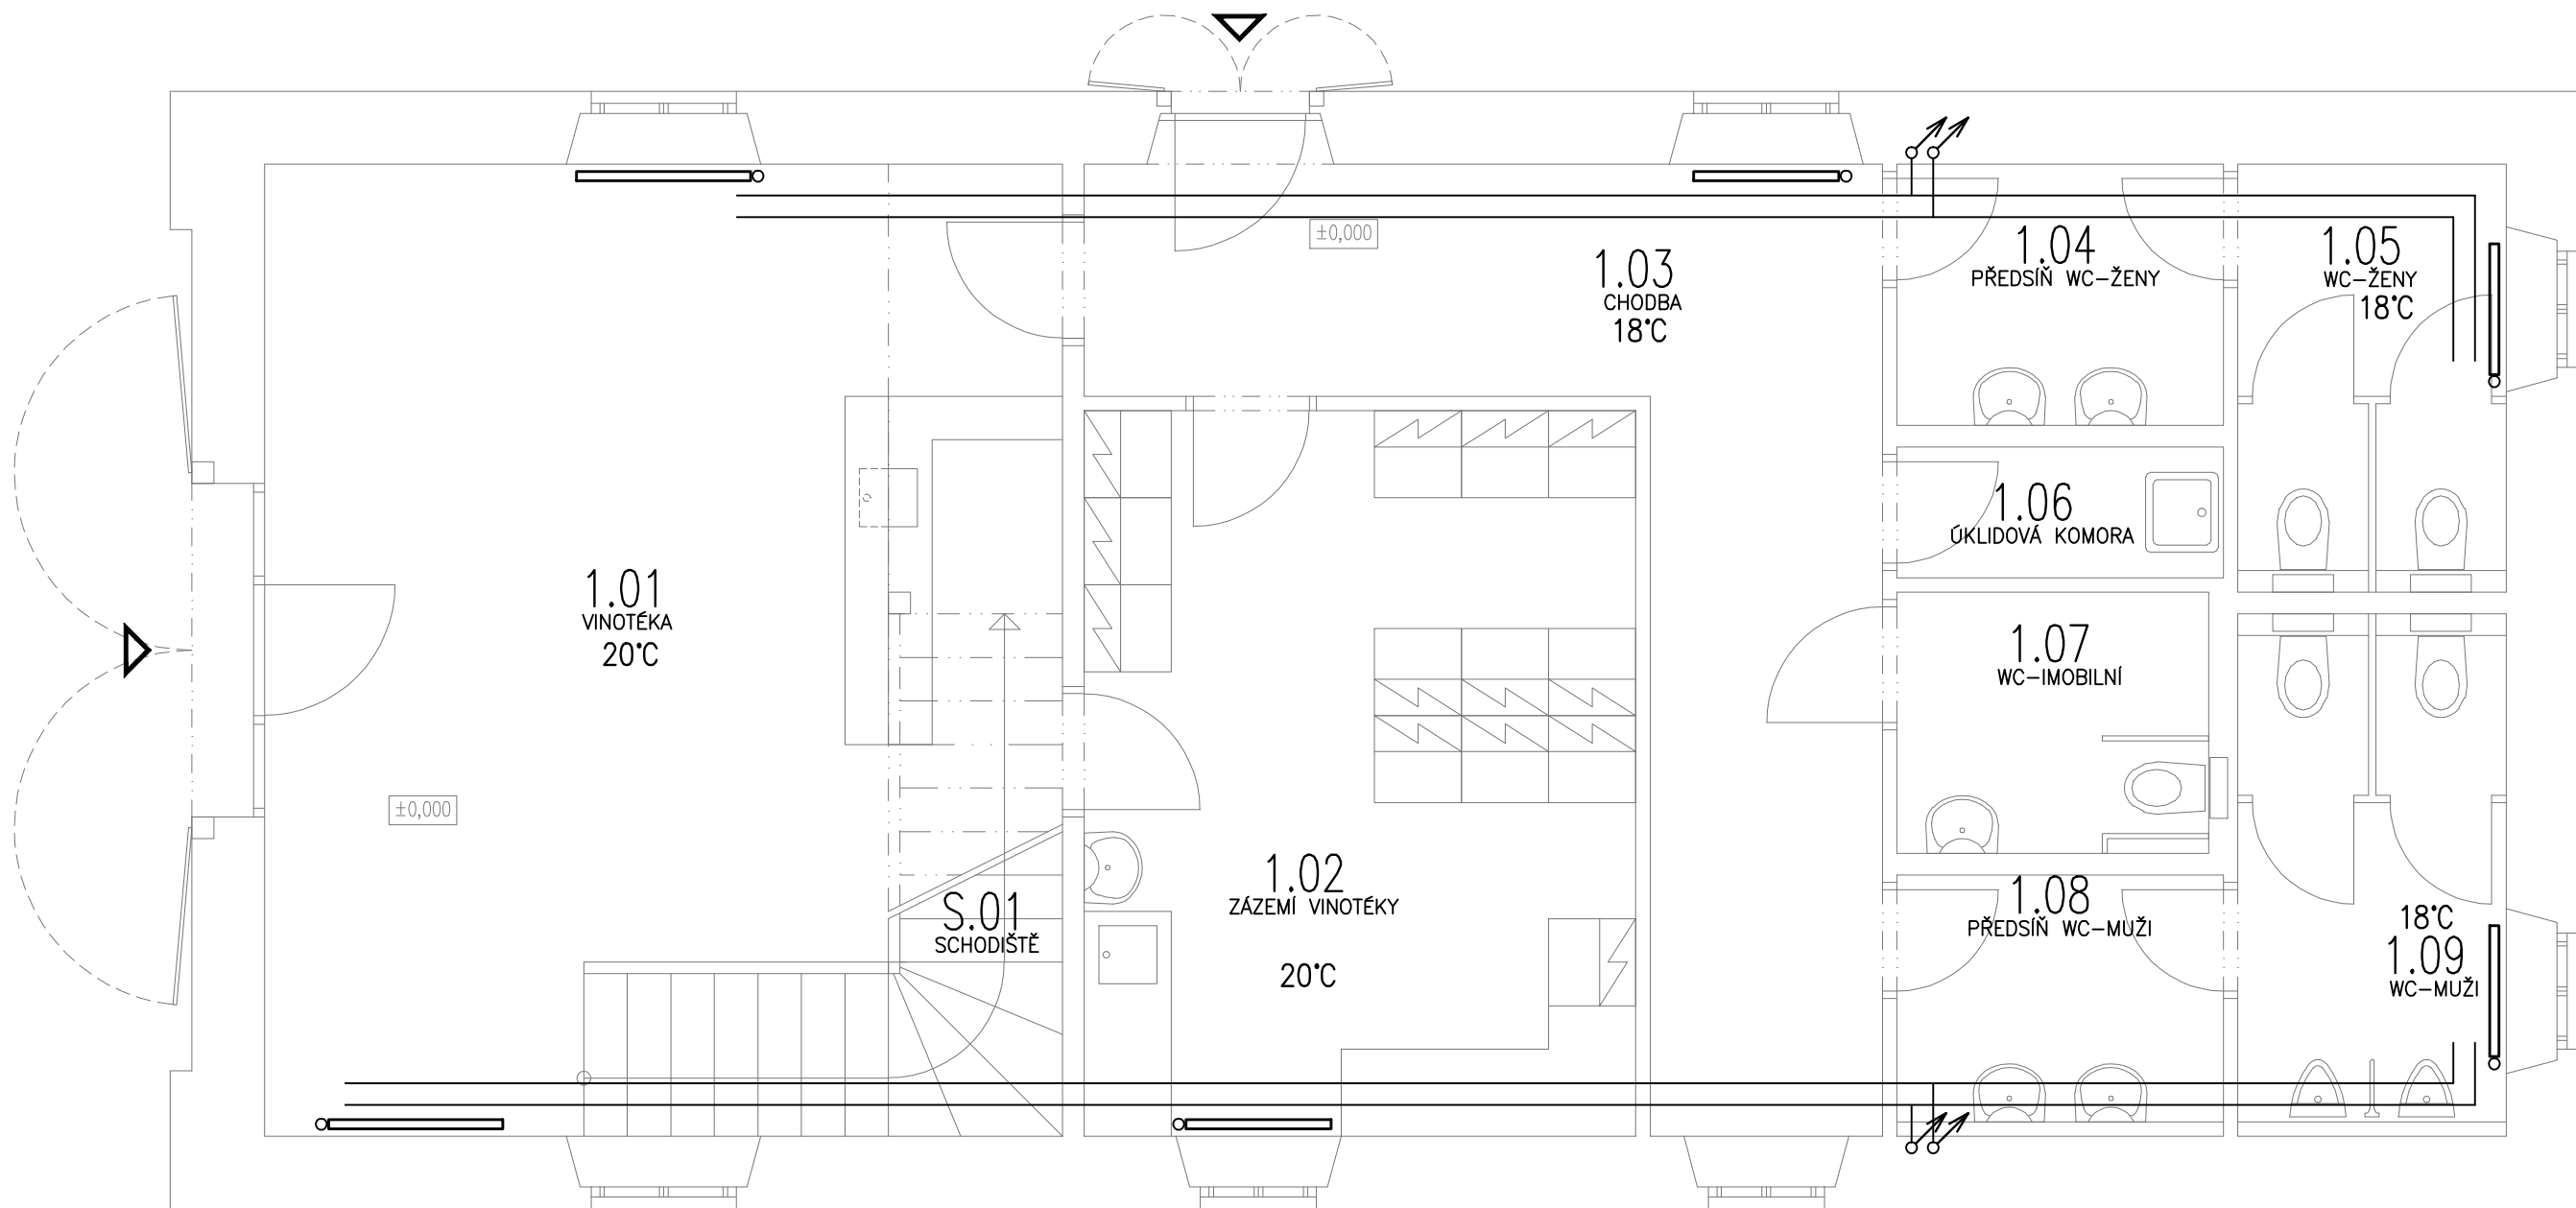 ±0,000
1.03
CHODBA
18°C
1.04
PŘEDSÍŇ WC-ŽENY
1.05
WC-ŽENY
18°C
1.06
ÚKLIDOVÁ KOMORA
1.01
VINOTÉKA
20°C
1.07
WC-IMOBILNÍ
±0,000
1.02
ZÁZEMÍ VINOTÉKY
20°C
S.01
SCHODIŠTĚ
1.08
PŘEDSÍŇ WC-MUŽI
18°C
1.09
WC-MUŽI